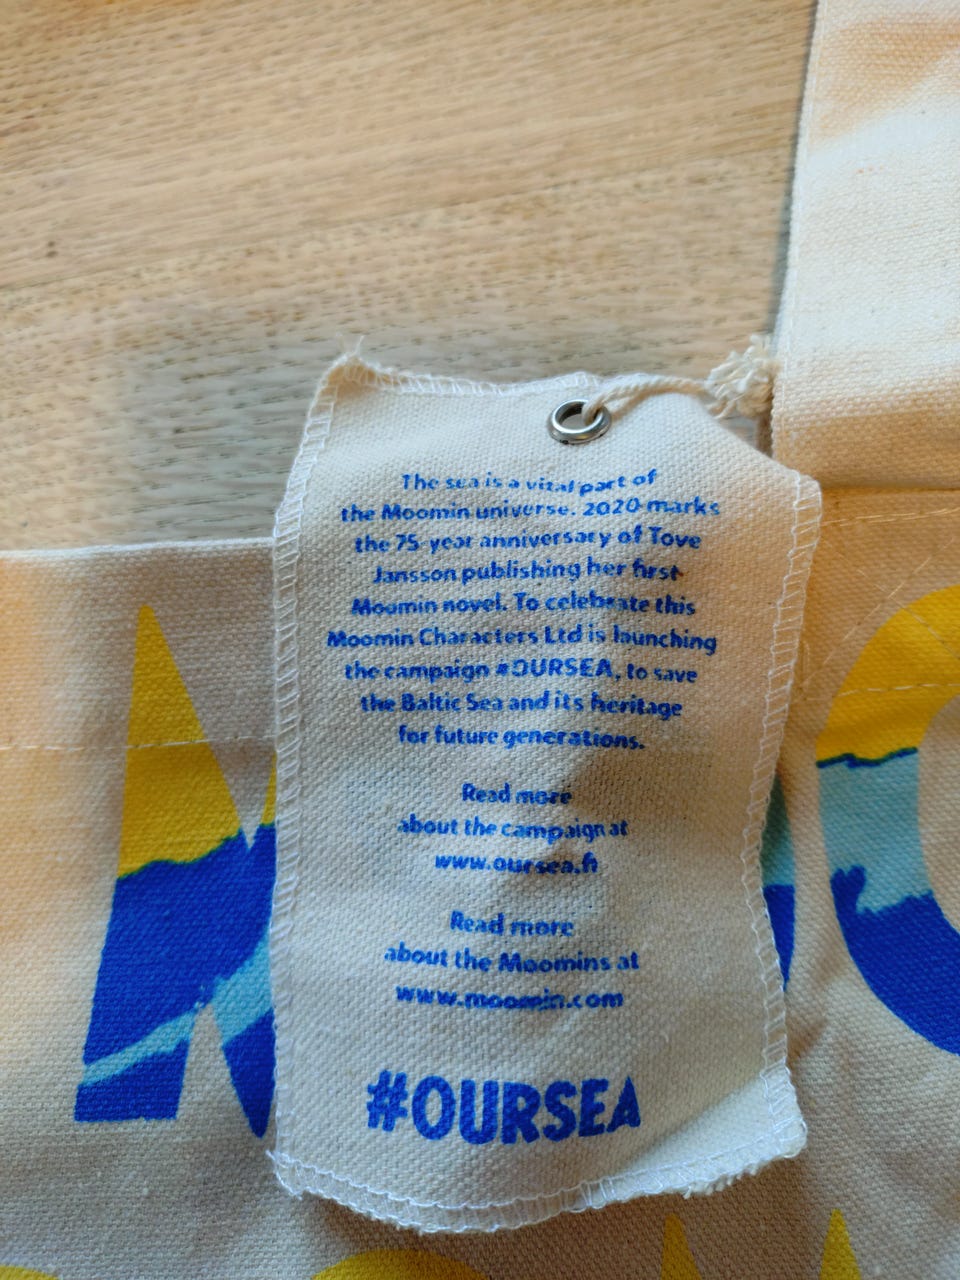 The sea is a vital part of
the Moomin universe. 2020 marks
the 75-year anniversary of Tove
Jansson publishing her first
Moomin novel. To celebrate this
Moomin Characters Ltd is launching
the campaign #OURSEA, to save
the Baltic Sea and its heritage
for future generations.
Read more
about the campaign at
www.oursea.fi
Read more
about the Moomins at
www.moomin.com
#OURSEA